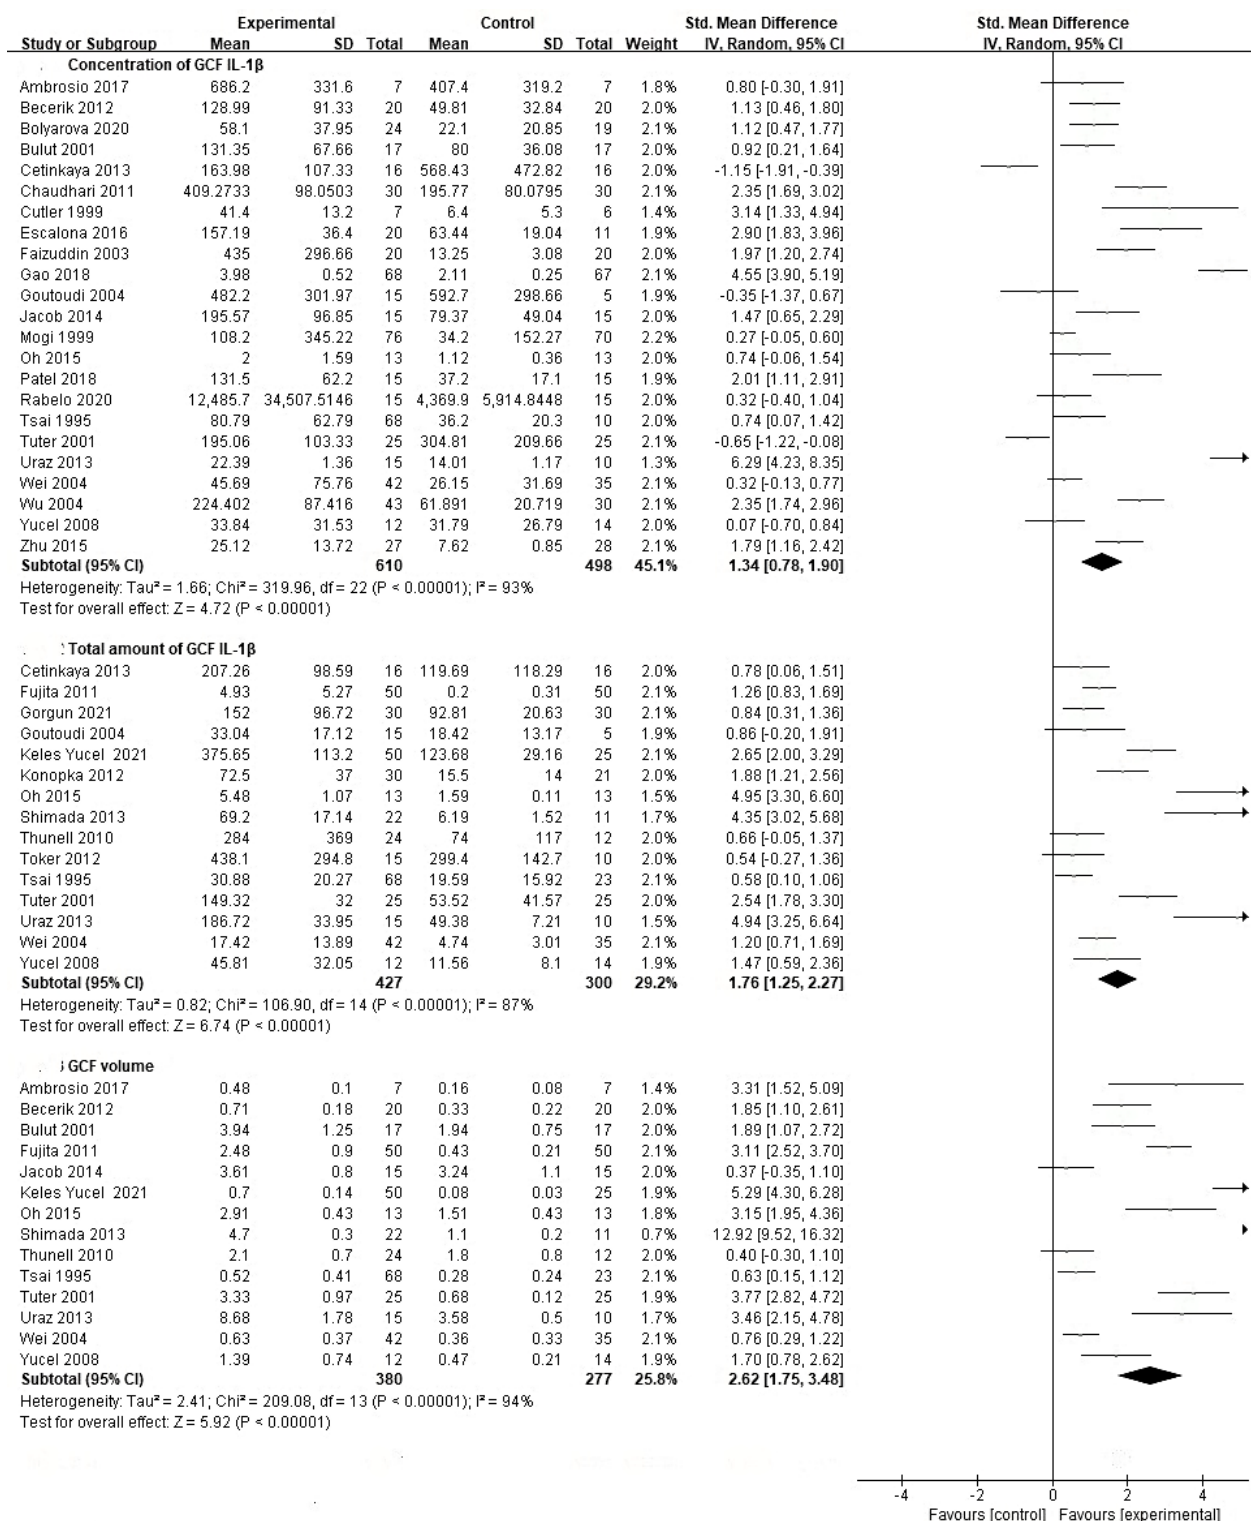 Experimental Control Std. Mean Difference Std. Mean Difference
Study or Subgroup Mean SD Total Mean SD Total Weight IV, Random, 95% CI IV, Random, 95% CI
Concentration of GCF IL-1β
Ambrosio 2017 686.2 331.6 7 407.4 319.2 7 1.8% 0.80 [-0.30, 1.91]
Becerik 2012 128.99 91.33 20 49.81 32.84 20 2.1% 1.13 [0.46, 1.80]
Bolyarova 2020 58.1 37.95 24 22.1 20.85 19 2.1% 1.12 [0.47, 1.77]
Bulut 2001 131.35 67.66 17 80 36.08 17 2.0% 0.92 [0.21, 1.64]
Cetinkaya 2013 163.98 107.33 16 568.43 472.82 16 2.0% -1.15 [-1.91, -0.39]
Chaudhari 2011 409.2733 98.0503 30 195.77 80.0795 30 2.1% 2.35 [1.69, 3.02]
Cutler 1999 41.4 13.2 7 6.4 5.3 6 1.4% 3.14 [1.33, 4.94]
Escalona 2016 157.19 36.4 20 63.44 19.04 11 1.9% 2.90 [1.83, 3.96]
Faizuddin 2003 435 296.66 20 13.25 3.08 20 2.0% 1.97 [1.20, 2.74]
Gao 2018 3.98 0.52 68 2.11 0.25 67 2.1% 4.55 [3.90, 5.19]
Goutoudi 2004 482.2 301.97 15 592.7 298.66 5 1.9% -0.35 [-1.37, 0.67]
Jacob 2014 195.57 96.85 15 79.37 49.04 15 2.0% 1.47 [0.65, 2.29]
Mogi 1999 108.2 345.22 76 34.2 152.27 70 2.2% 0.27 [-0.05, 0.60]
Oh 2015 2 1.59 13 1.12 0.36 13 2.0% 0.74 [-0.06, 1.54]
Patel 2018 131.5 62.2 15 37.2 17.1 15 1.9% 2.01 [1.11, 2.91]
Rabelo 2020 12,485.7 34,507.5146 15 4,369.9 5,914.8448 15 2.0% 0.32 [-0.40, 1.04]
Tsai 1995 80.79 62.79 68 36.2 20.3 10 2.1% 0.74 [0.07, 1.42]
Tuter 2001 195.06 103.33 25 304.81 209.66 25 2.1% -0.65 [-1.22, -0.08]
Uraz 2013 22.39 1.36 15 14.01 1.17 10 1.3% 6.29 [4.23, 8.35]
Wei 2004 45.69 75.76 42 26.15 31.69 35 2.1% 0.32 [-0.13, 0.77]
Wu 2004 224.402 87.416 43 61.891 20.719 30 2.1% 2.35 [1.74, 2.96]
Yucel 2008 33.84 31.53 12 31.79 26.79 14 2.0% 0.07 [-0.70, 0.84]
Zhu 2015 25.12 13.72 27 7.62 0.85 28 2.1% 1.79 [1.16, 2.42]
Subtotal (95% CI) 610 498 45.1% 1.34 [0.78, 1.90]
Heterogeneity: Tau² = 1.66; Chi² = 319.96, df = 22 (P < 0.00001); I² = 93%
Test for overall effect: Z = 4.72 (P < 0.00001)
Total amount of GCF IL-1β
Cetinkaya 2013 207.26 98.59 16 119.69 118.29 16 2.0% 0.78 [0.06, 1.51]
Fujita 2011 4.93 5.27 50 0.2 0.31 50 2.1% 1.26 [0.83, 1.69]
Gorgun 2021 152 96.72 30 92.81 20.63 30 2.1% 0.84 [0.31, 1.36]
Goutoudi 2004 33.04 17.12 15 18.42 13.17 5 1.9% 0.86 [-0.20, 1.91]
Keles Yucel 2021 375.65 113.2 50 123.68 29.16 25 2.1% 2.65 [2.00, 3.29]
Konopka 2012 72.5 37 30 15.5 14 21 2.0% 1.88 [1.21, 2.56]
Oh 2015 5.48 1.07 13 1.59 0.11 13 1.5% 4.95 [3.30, 6.60]
Shimada 2013 69.2 17.14 22 6.19 1.52 11 1.7% 4.35 [3.02, 5.68]
Thunell 2010 284 369 24 74 117 12 2.0% 0.66 [-0.05, 1.37]
Toker 2012 438.1 294.8 15 299.4 142.7 10 2.0% 0.54 [-0.27, 1.36]
Tsai 1995 30.88 20.27 68 19.59 15.92 23 2.1% 0.58 [0.10, 1.06]
Tuter 2001 149.32 32 25 53.52 41.57 25 2.0% 2.54 [1.78, 3.30]
Uraz 2013 186.72 33.95 15 49.38 7.21 10 1.5% 4.94 [3.25, 6.64]
Wei 2004 17.42 13.89 42 4.74 3.01 35 2.1% 1.20 [0.71, 1.69]
Yucel 2008 45.81 32.05 12 11.56 8.1 14 1.9% 1.47 [0.59, 2.36]
Subtotal (95% CI) 427 300 29.2% 1.76 [1.25, 2.27]
Heterogeneity: Tau² = 0.82; Chi² = 106.90, df = 14 (P < 0.00001); I² = 87%
Test for overall effect: Z = 6.74 (P < 0.00001)
GCF volume
Ambrosio 2017 0.48 0.1 7 0.16 0.08 7 1.4% 3.31 [1.52, 5.09]
Becerik 2012 0.71 0.18 20 0.33 0.22 20 2.0% 1.85 [1.10, 2.61]
Bulut 2001 3.94 1.25 17 1.94 0.75 17 2.0% 1.89 [1.07, 2.72]
Fujita 2011 2.48 0.9 50 0.43 0.21 50 2.1% 3.11 [2.52, 3.70]
Jacob 2014 3.61 0.8 15 3.24 1.1 15 2.0% 0.37 [-0.35, 1.10]
Keles Yucel 2021 0.7 0.14 50 0.08 0.03 25 1.9% 5.29 [4.30, 6.28]
Oh 2015 2.91 0.43 13 1.51 0.43 13 1.8% 3.15 [1.95, 4.36]
Shimada 2013 4.7 0.3 22 1.1 0.2 11 0.7% 12.92 [9.52, 16.32]
Thunell 2010 2.1 0.7 24 1.8 0.8 12 2.0% 0.40 [-0.30, 1.10]
Tsai 1995 0.52 0.41 68 0.28 0.24 23 2.1% 0.63 [0.15, 1.12]
Tuter 2001 3.33 0.97 25 0.68 0.12 25 1.9% 3.77 [2.82, 4.72]
Uraz 2013 8.68 1.78 15 3.58 0.5 10 1.7% 3.46 [2.15, 4.78]
Wei 2004 0.63 0.37 42 0.36 0.33 35 2.1% 0.76 [0.29, 1.22]
Yucel 2008 1.39 0.74 12 0.47 0.21 14 1.9% 1.70 [0.78, 2.62]
Subtotal (95% CI) 380 277 25.8% 2.62 [1.75, 3.48]
Heterogeneity: Tau² = 2.41; Chi² = 209.08, df = 13 (P < 0.00001); I² = 94%
Test for overall effect: Z = 5.92 (P < 0.00001)
-4 -2 0 2 4
Favours [control] Favours [experimental]